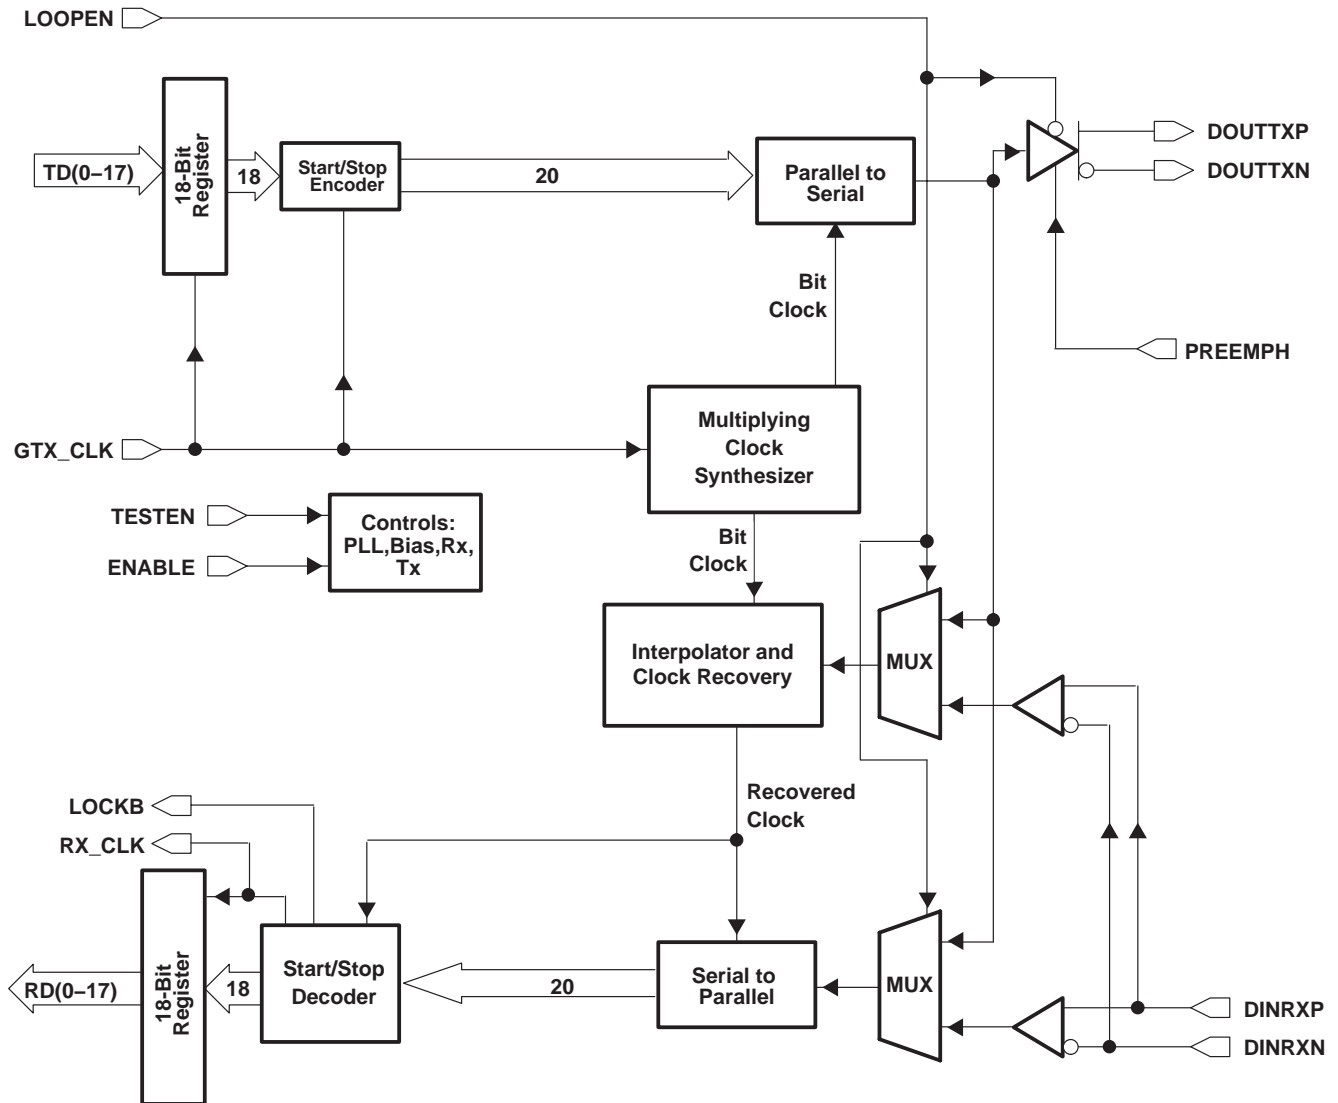 LOOPEN
18-Bit
Register
TD(0–17)
18
Start/Stop
Encoder
20
Parallel to
Serial
DOUTTXP
DOUTTXN
Bit
Clock
PREEMPH
GTX_CLK
Multiplying
Clock
Synthesizer
TESTEN
ENABLE
Controls:
PLL,Bias,Rx,
Tx
Bit
Clock
Interpolator and
Clock Recovery
MUX
Recovered
Clock
LOCKB
RX_CLK
18-Bit
Register
RD(0–17)
18
Start/Stop
Decoder
20
Serial to
Parallel
MUX
DINRXP
DINRXN